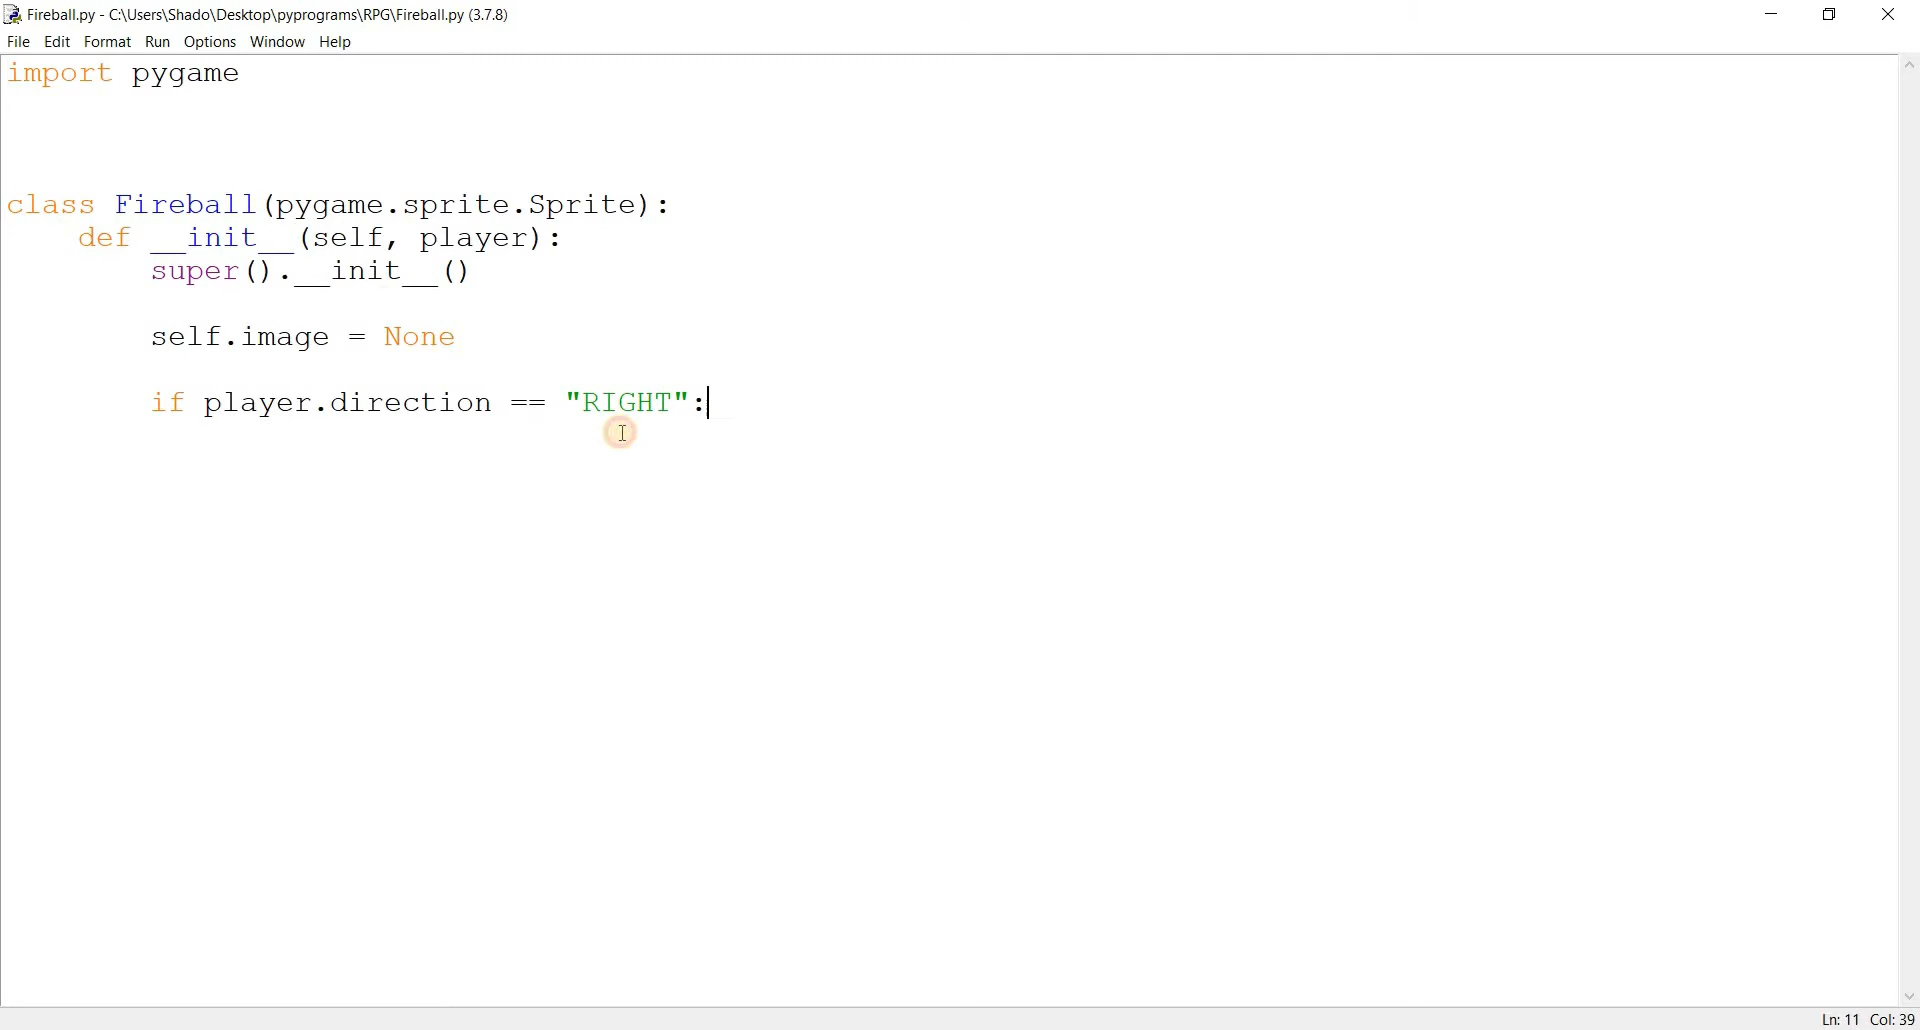 Fireball.py - C:\Users\Shado\Desktop\pyprograms\RPG\Fireball.py (3.7.8)
File Edit Format Run Options Window Help
import pygame
class Fireball(pygame.sprite.Sprite):
    def __init__(self, player):
        super().__init__()
        self.image = None
        if player.direction == "RIGHT":
Ln: 11 Col: 39